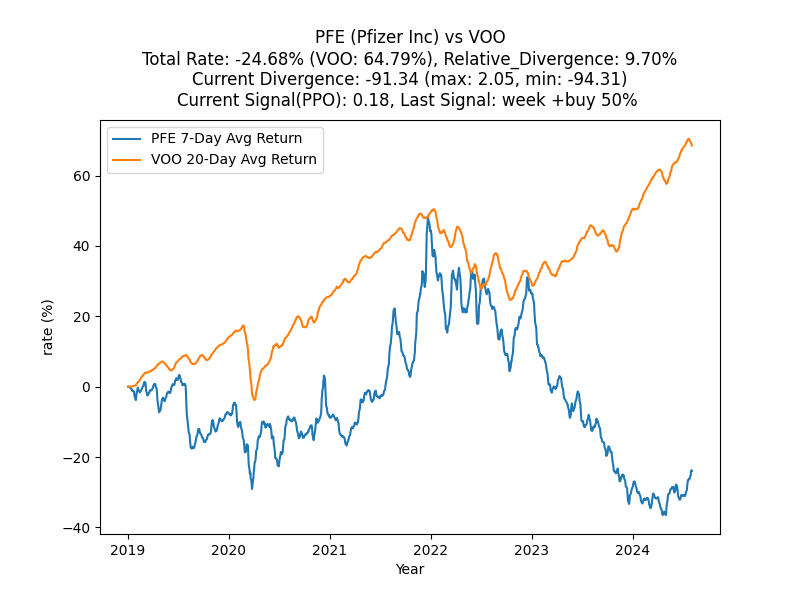 PFE (Pfizer Inc) vs VOO
Total Rate: -24.68% (VOO: 64.79%), Relative_Divergence: 9.70%
Current Divergence: -91.34 (max: 2.05, min: -94.31)
Current Signal(PPO): 0.18, Last Signal: week +buy 50%
PFE 7-Day Avg Return
VOO 20-Day Avg Return
rate (%)
60
40
20
0
−20
−40
2019 2020 2021 2022 2023 2024
Year